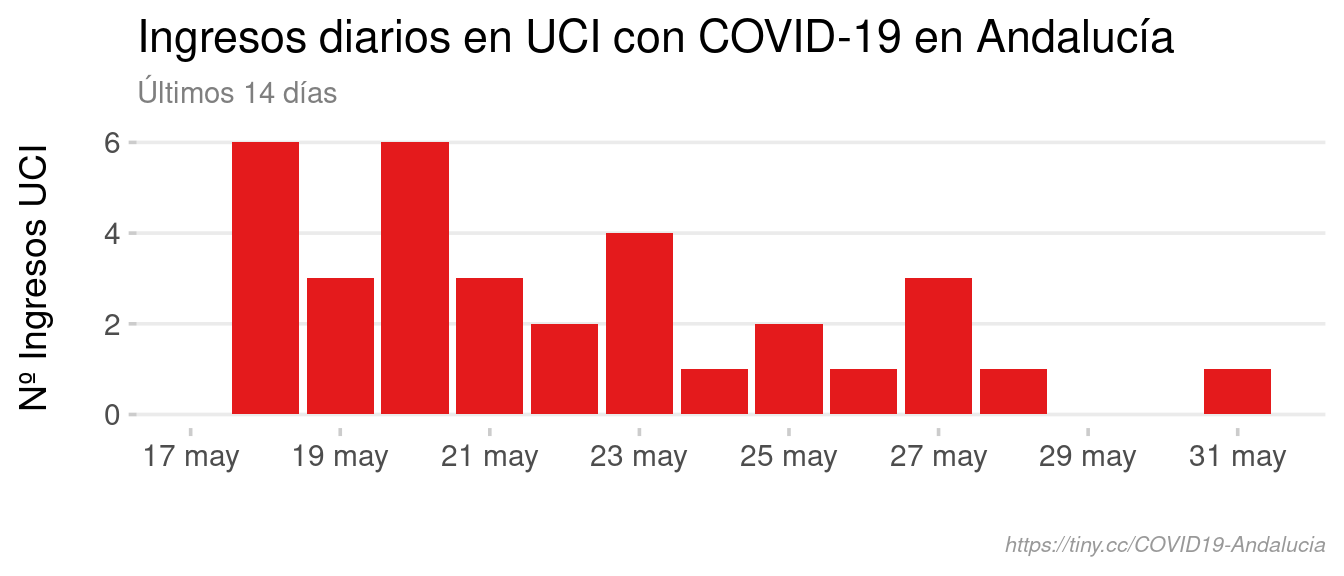 Ingresos diarios en UCI con COVID-19 en Andalucía
Últimos 14 días
Nº Ingresos UCI
6
4
2
0
17 may 19 may 21 may 23 may 25 may 27 may 29 may 31 may
https://tiny.cc/COVID19-Andalucia